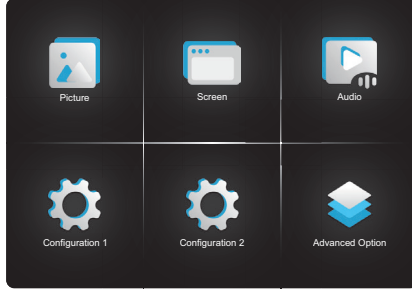 Picture
Screen
Audio
Configuration 1
Configuration 2
Advanced Option